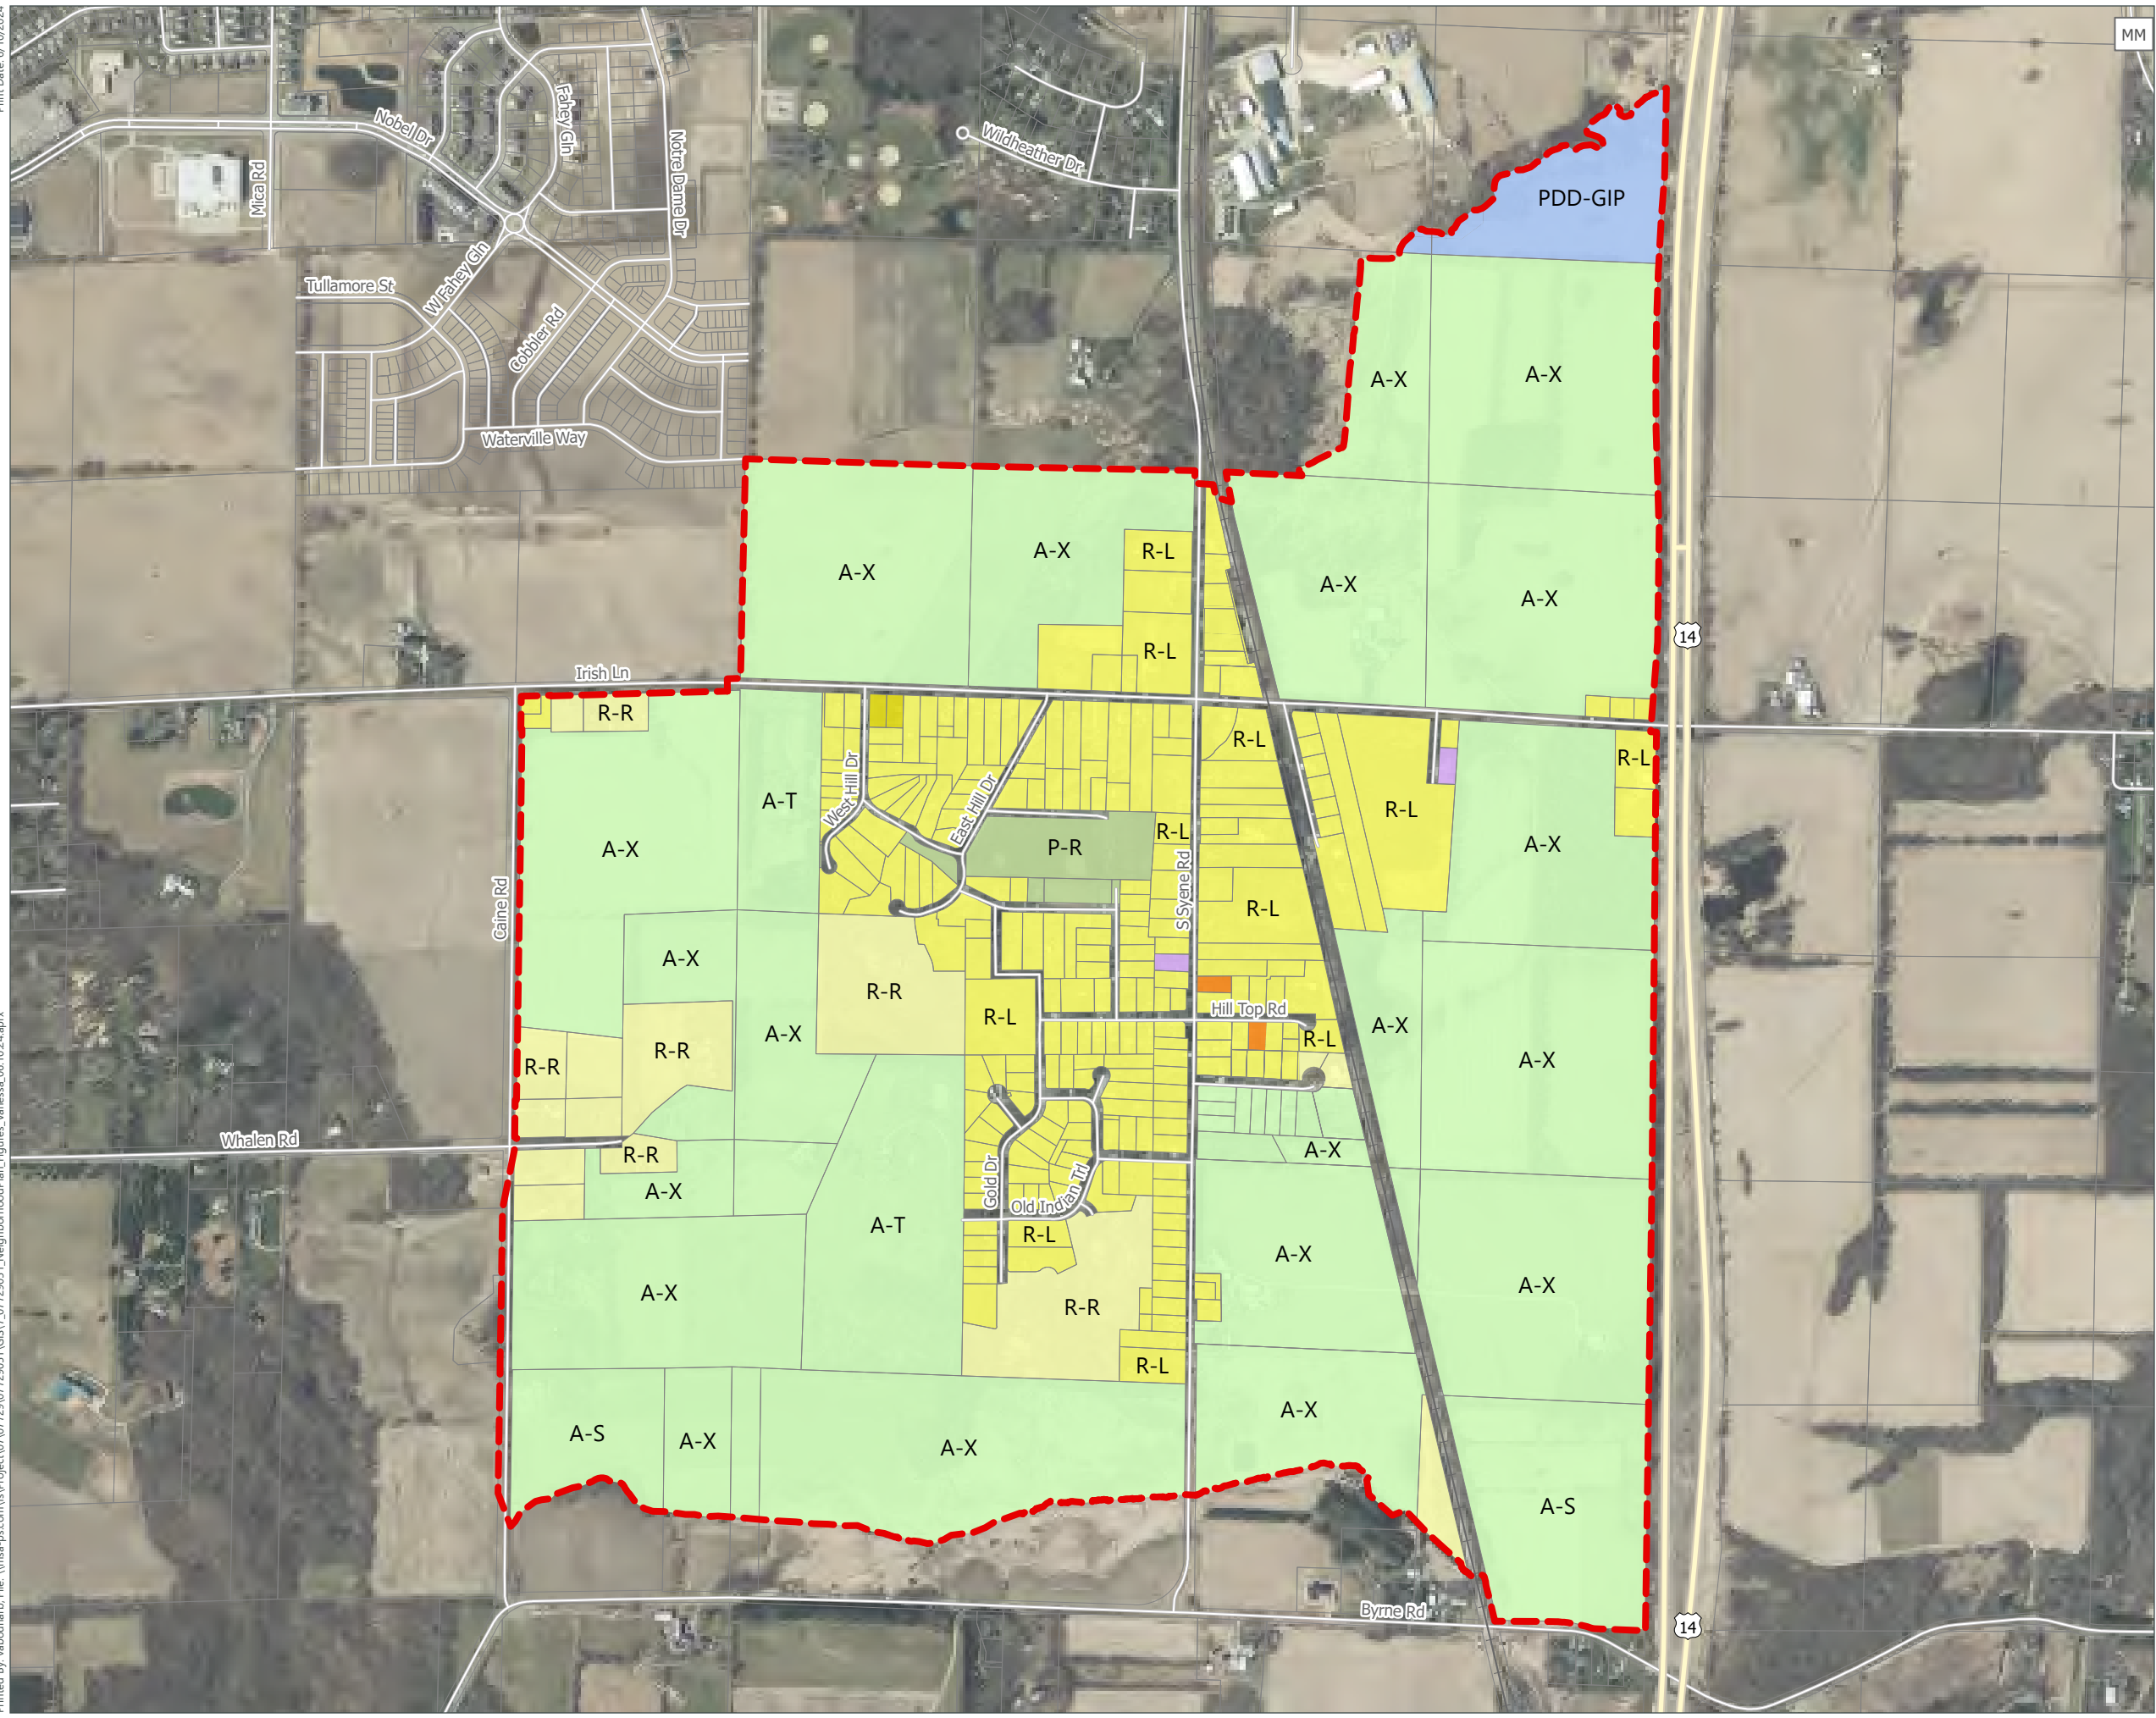 MM
Nobel Dr
Fahey Gln
Mica Rd
Notre Dame Dr
Wildheather Dr
PDD-GIP
W Fahey Gln
Tullamore St
Cobbler Rd
Waterville Way
A-X
A-X
A-X
A-X
R-L
A-X
A-X
14
R-L
Irish Ln
R-R
R-L
R-L
West Hill Dr
East Hill Dr
A-T
R-L
A-X
P-R
R-L
A-X
S Syene Rd
Caine Rd
R-L
A-X
R-R
R-L
Hill Top Rd
A-X
A-X
R-R
R-R
R-L
A-X
Whalen Rd
R-R
A-X
A-X
Gold Dr
Old Indian Trl
A-T
R-L
A-X
A-X
A-X
R-R
R-L
A-S
A-X
A-X
A-X
A-S
Byrne Rd
14